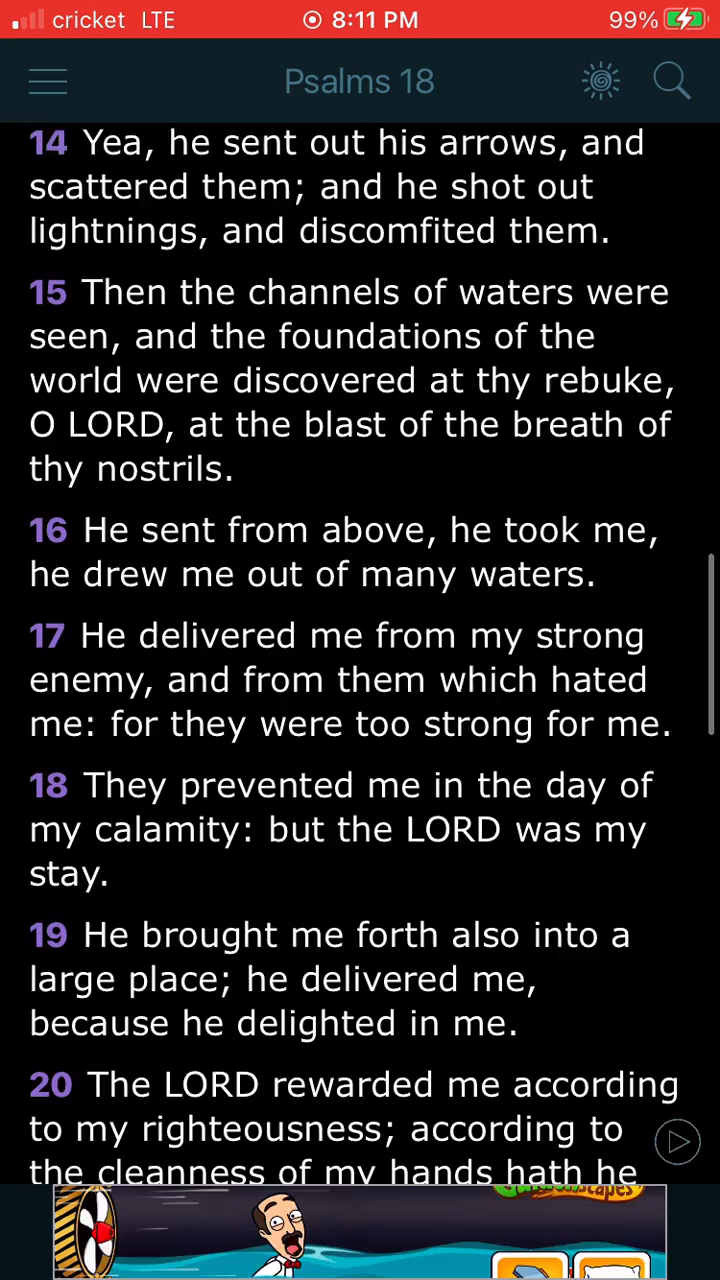 cricket LTE 8:11 PM 99%
Psalms 18
14 Yea, he sent out his arrows, and
scattered them; and he shot out
lightnings, and discomfited them.
15 Then the channels of waters were
seen, and the foundations of the
world were discovered at thy rebuke,
O LORD, at the blast of the breath of
thy nostrils.
16 He sent from above, he took me,
he drew me out of many waters.
17 He delivered me from my strong
enemy, and from them which hated
me: for they were too strong for me.
18 They prevented me in the day of
my calamity: but the LORD was my
stay.
19 He brought me forth also into a
large place; he delivered me,
because he delighted in me.
20 The LORD rewarded me according
to my righteousness; according to
the cleanness of my hands hath he